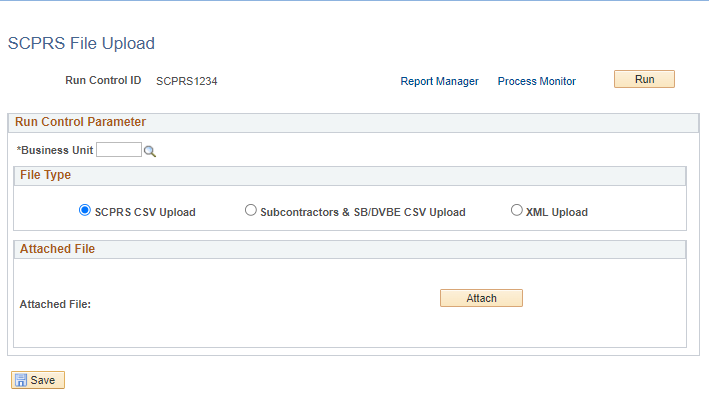 SCPRS File Upload
Run Control ID SCPRS1234 Report Manager Process Monitor Run
Run Control Parameter
*Business Unit
File Type
SCPRS CSV Upload Subcontractors & SB/DVBE CSV Upload XML Upload
Attached File
Attached File: Attach
Save